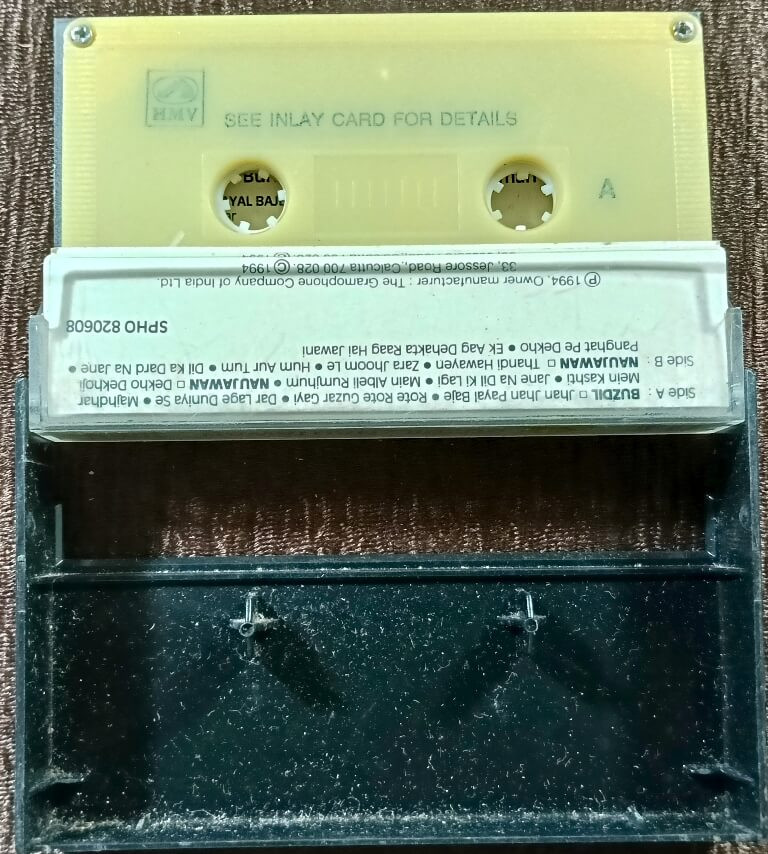 HMV
SEE INLAY CARD FOR DETAILS
A
Side A : BUZDIL □ Jhan Jhan Payal Baje • Rote Rote Guzar Gayi • Dar Lage Duniya Se • Majhdhar
Mein Kashti • Jane Na Dil Ki Lagi • Main Albeli Rumjhum • NAUJAWAN □ Dekho Dekhoji
Side B : NAUJAWAN □ Thandi Hawayen • Zara Jhoom Le • Hum Aur Tum • Dil Ka Dard Na Jane •
Panghat Pe Dekho • Ek Aag Dehakta Raag Hai Jawani
SPHO 820608
℗ 1994. Owner manufacturer : The Gramophone Company of India Ltd.
33, Jessore Road, Calcutta 700 028. © 1994